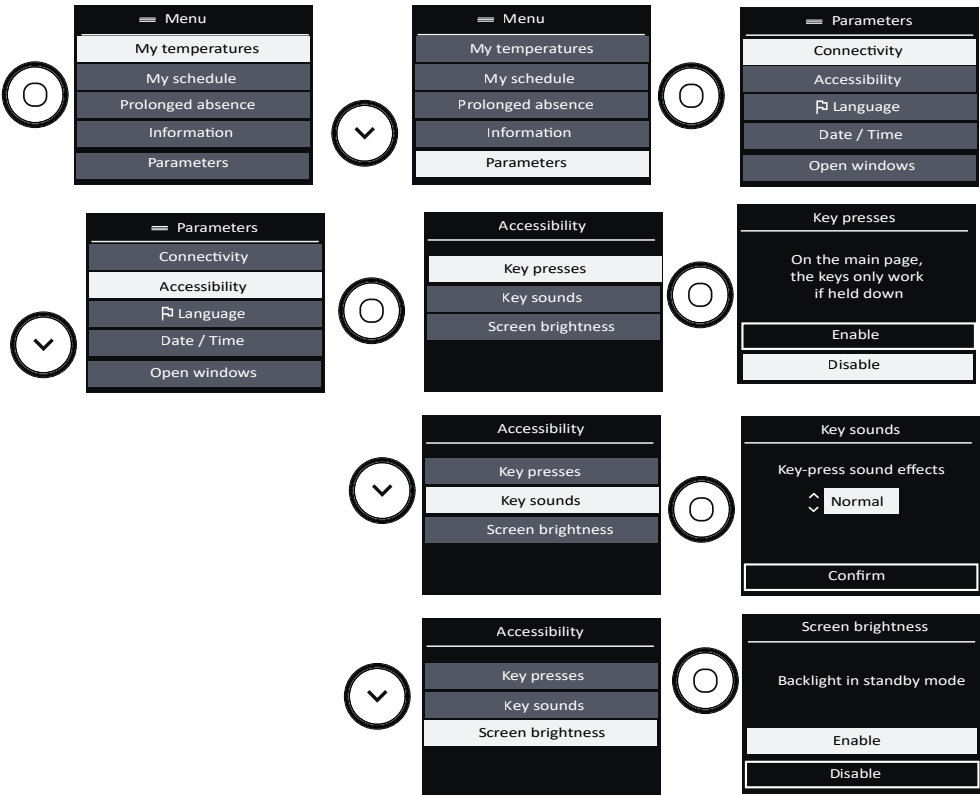 Menu
My temperatures
My schedule
Prolonged absence
Information
Parameters
Menu
My temperatures
My schedule
Prolonged absence
Information
Parameters
Parameters
Connectivity
Accessibility
Language
Date / Time
Open windows
Parameters
Connectivity
Accessibility
Language
Date / Time
Open windows
Accessibility
Key presses
Key sounds
Screen brightness
Key presses
On the main page,
the keys only work
if held down
Enable
Disable
Accessibility
Key presses
Key sounds
Screen brightness
Key sounds
Key-press sound effects
Normal
Confirm
Accessibility
Key presses
Key sounds
Screen brightness
Screen brightness
Backlight in standby mode
Enable
Disable